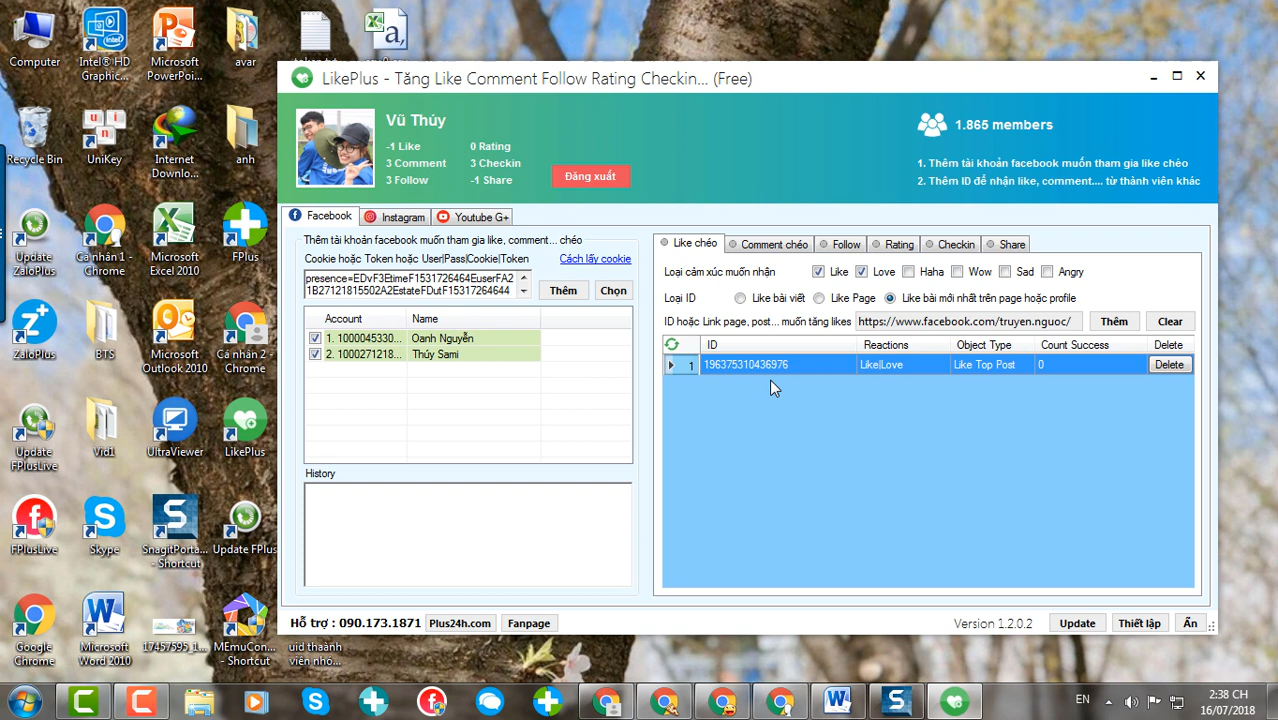 Computer
Intel® HD
Graphic...
Microsoft
PowerPoi...
avar
a,
LikePlus - Tăng Like Comment Follow Rating Checkin... (Free)
Vũ Thúy
-1 Like
0 Rating
3 Comment
3 Checkin
3 Follow
-1 Share
Đăng xuất
1.865 members
1. Thêm tài khoản facebook muốn tham gia like chéo
2. Thêm ID để nhận like, comment.... từ thành viên khác
Recycle Bin
UniKey
Internet
Downlo...
anh
Facebook
Instagram
Youtube G+
Thêm tài khoản facebook muốn tham gia like, comment... chéo
Cookie hoặc Token hoặc User|Pass|Cookie|Token
Cách lấy cookie
presence=EDvF3EtimeF1531726464EuserFA2
1B27121815502A2EstateFDutF15317264644
Thêm
Chọn
Account
Name
1. 1000045330...
Oanh Nguyễn
2. 1000271218...
Thúy Sami
History
Like chéo
Comment chéo
Follow
Rating
Checkin
Share
Loại cảm xúc muốn nhận
Like
Love
Haha
Wow
Sad
Angry
Loại ID
Like bài viết
Like Page
Like bài mới nhất trên page hoặc profile
ID hoặc Link page, post... muốn tăng likes
https://www.facebook.com/truyen.nguoc/
Thêm
Clear
ID
Reactions
Object Type
Count Success
Delete
1
196375310436976
Like|Love
Like Top Post
0
Delete
Update
ZaloPlus
Cá nhân 1 -
Chrome
Microsoft
Excel 2010
FPlus
ZaloPlus
BTS
Microsoft
Outlook 2010
Cá nhân 2 -
Chrome
Update
FPlusLive
Vid1
UltraViewer
LikePlus
FPlusLive
Skype
SnagitPorta...
- Shortcut
Update FPlus
Google
Chrome
Microsoft
Word 2010
17457595_1...
MEmuCon...
- Shortcut
uid thaành
viên nhó...
Hỗ trợ : 090.173.1871
Plus24h.com
Fanpage
Version 1.2.0.2
Update
Thiết lập
Ẩn
EN
2:38 CH
16/07/2018